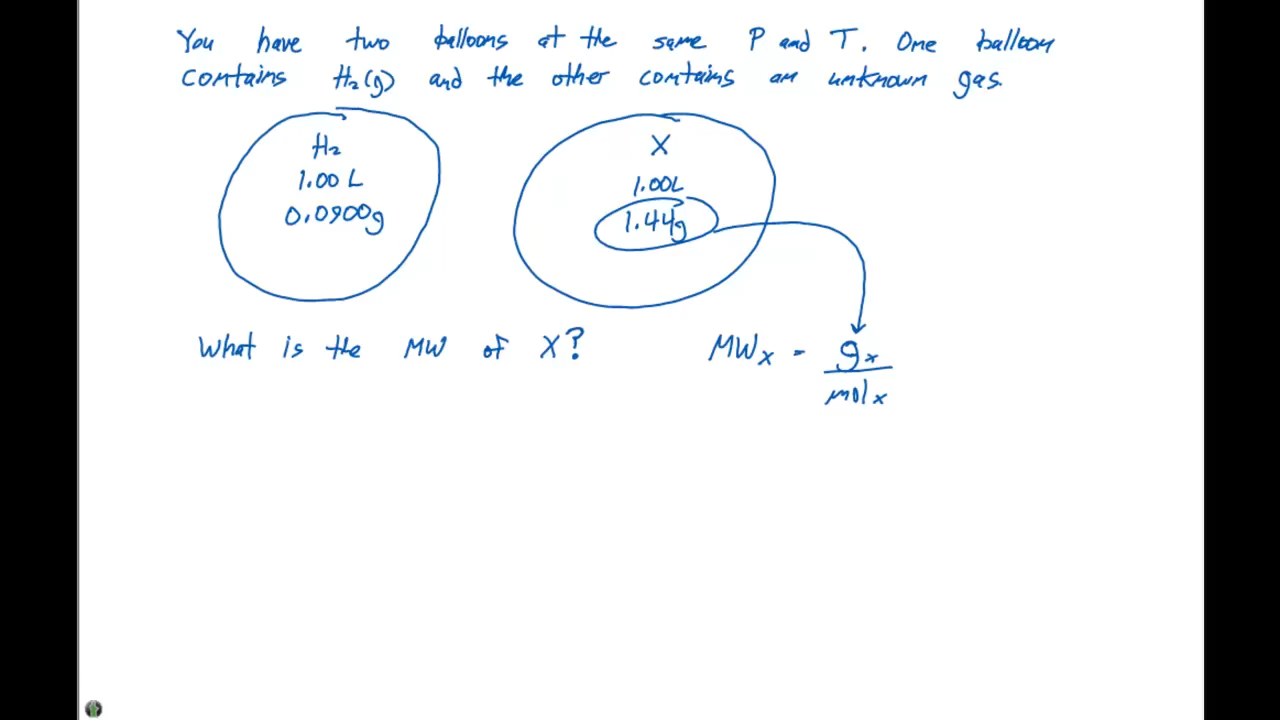 You have two balloons at the same P and T. One balloon
contains H₂(g) and the other contains an unknown gas.
H₂
1.00 L
0.0900g
X
1.00L
1.44g
What is the MW of X?
MWₓ = gₓ
molₓ